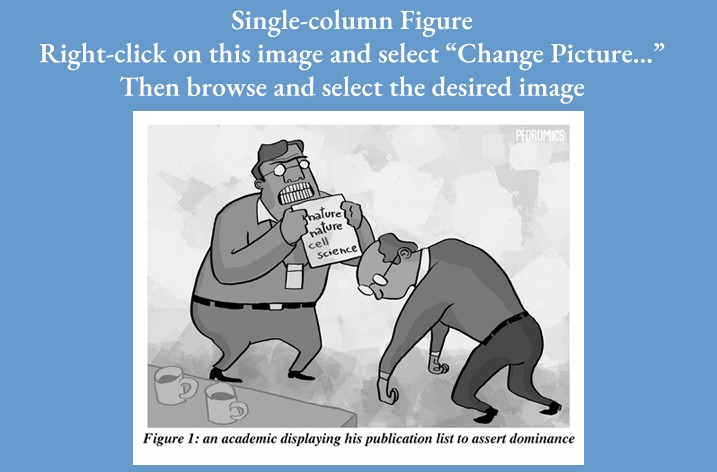 Single-column Figure
Right-click on this image and select “Change Picture...”
Then browse and select the desired image
PEDROMICS
nature
nature
cell
science
Figure 1: an academic displaying his publication list to assert dominance